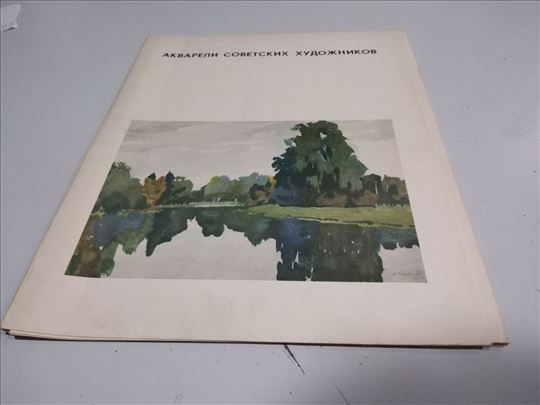 АКВАРЕЛИ СОВЕТСКИХ ХУДОЖНИКОВ